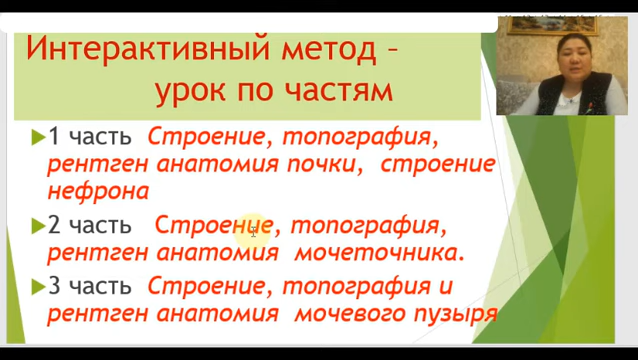 Интерактивный метод –
урок по частям
1 часть Строение, топография,
рентген анатомия почки, строение
нефрона
2 часть Строение, топография,
рентген анатомия мочеточника.
3 часть Строение, топография и
рентген анатомия мочевого пузыря